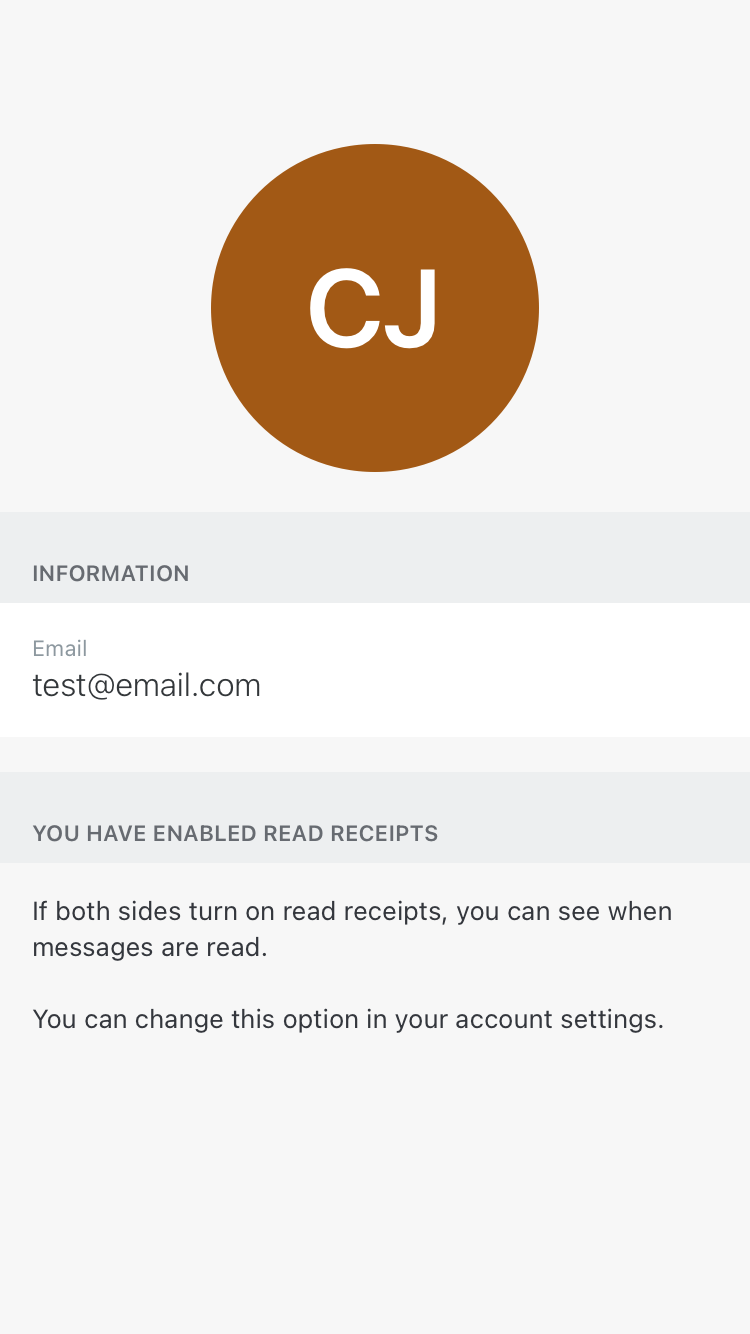 CJ
INFORMATION
Email
test@email.com
YOU HAVE ENABLED READ RECEIPTS
If both sides turn on read receipts, you can see when
messages are read.
You can change this option in your account settings.